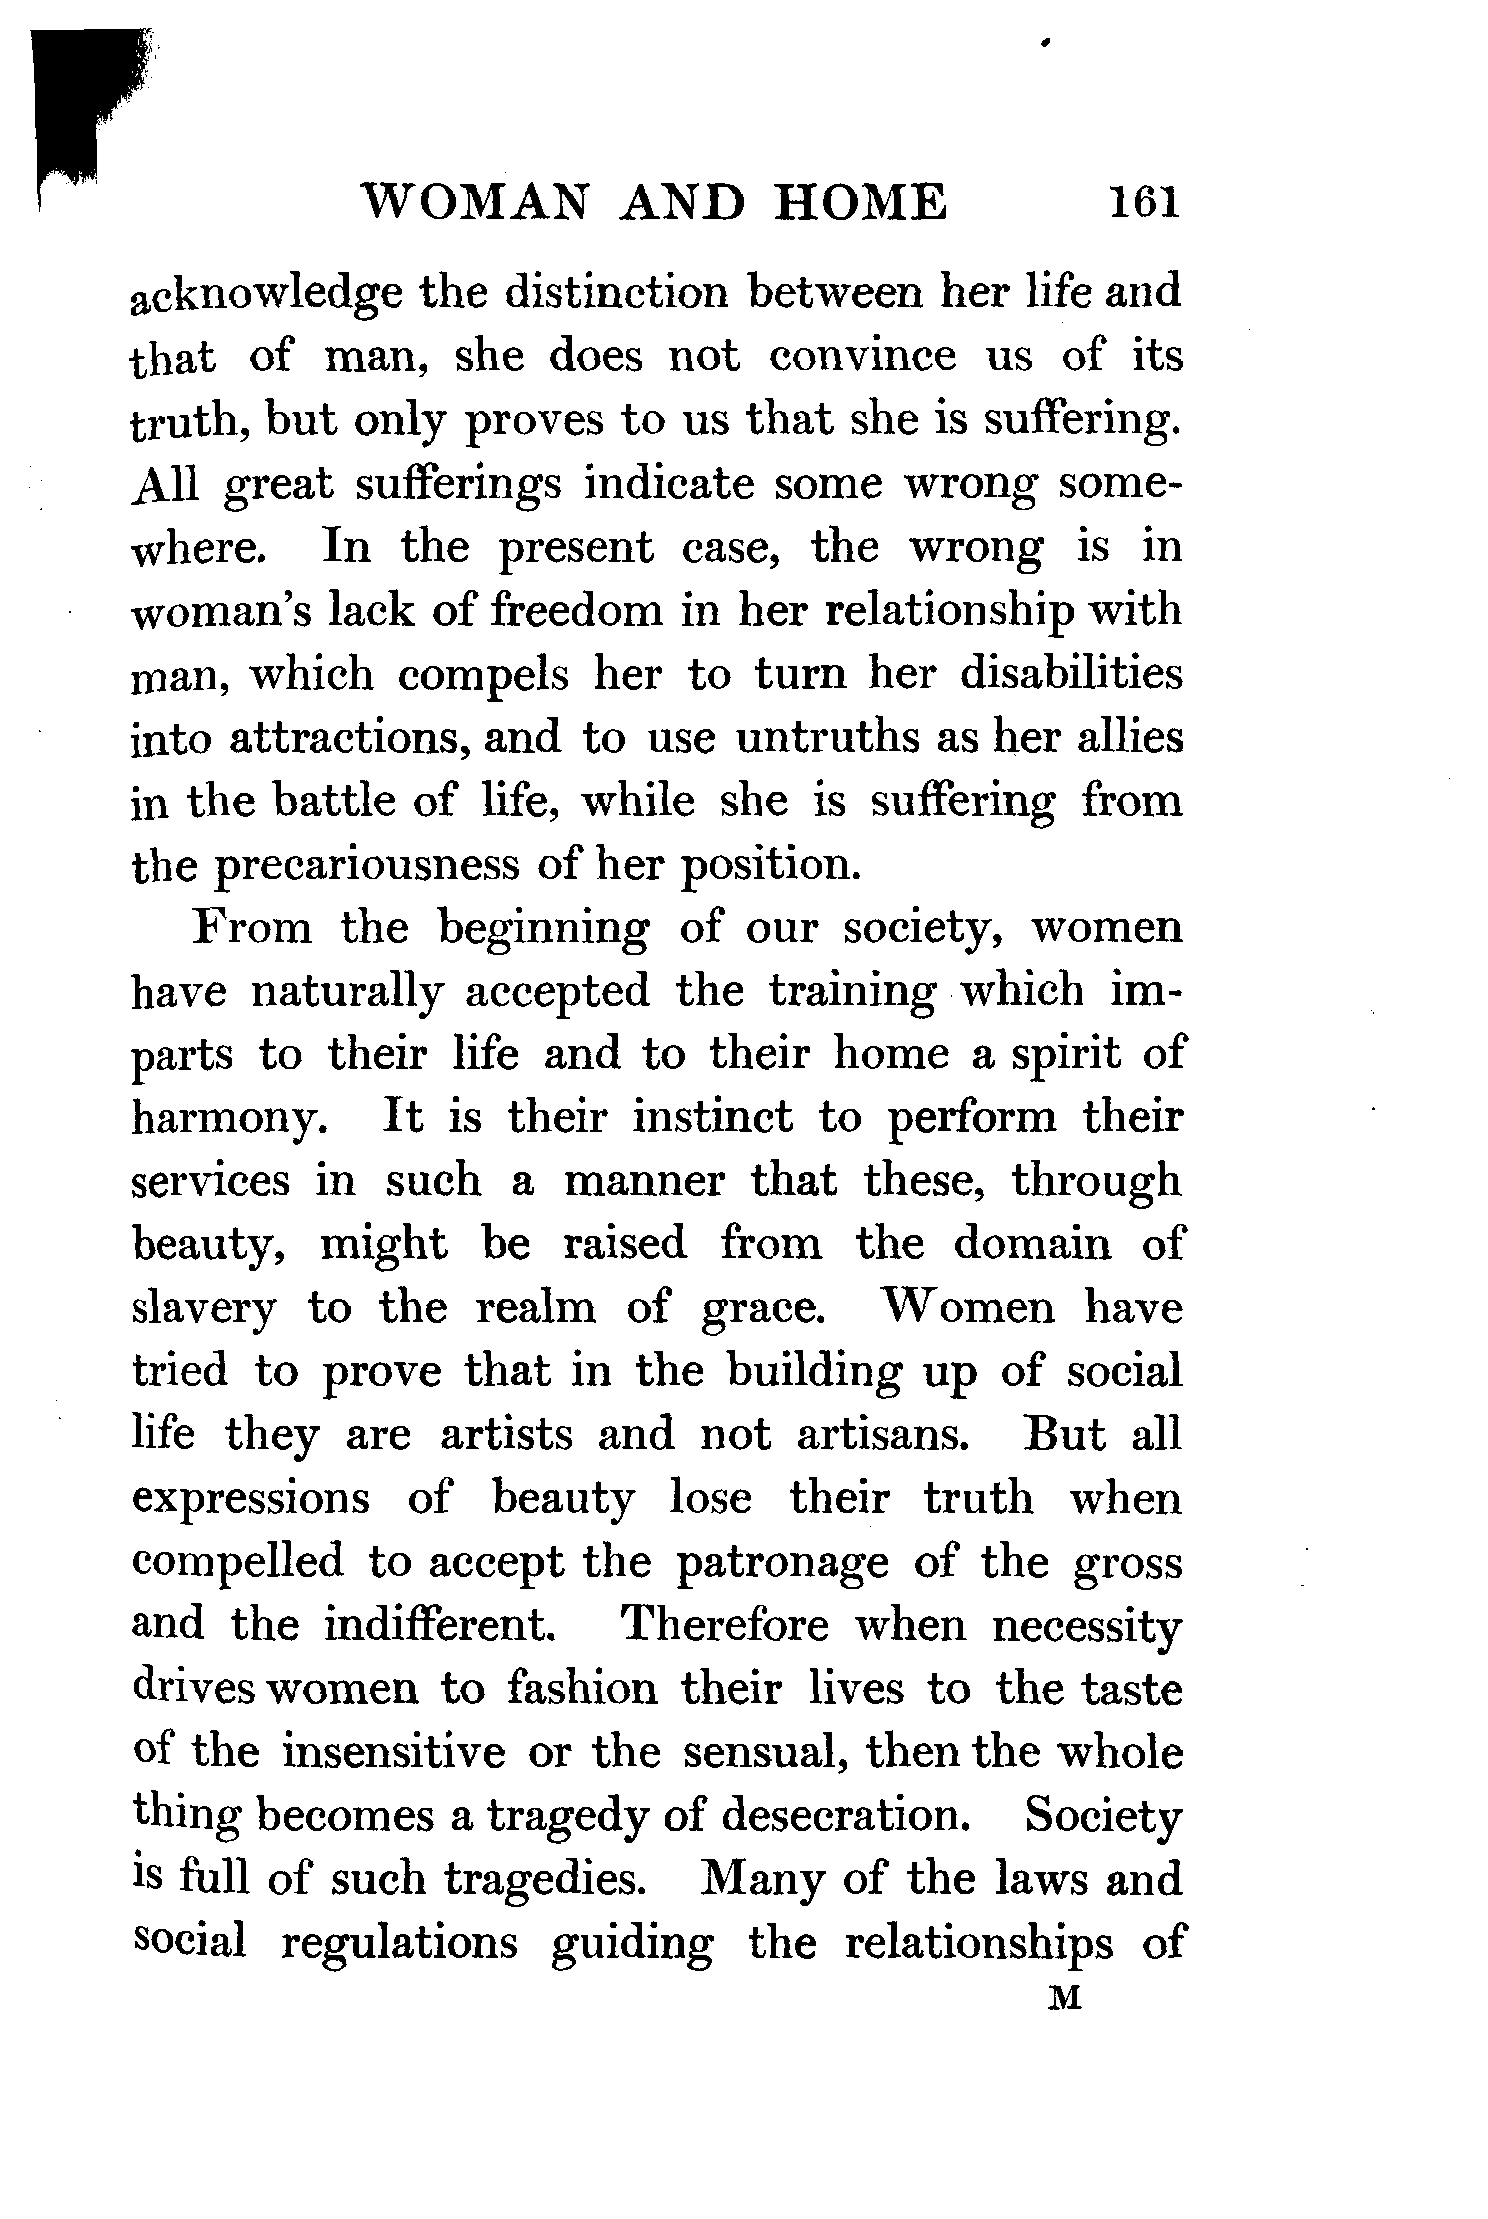 WOMAN AND HOME 161
acknowledge the distinction between her life and
that of man, she does not convince us of its
truth, but only proves to us that she is suffering.
All great sufferings indicate some wrong some-
where. In the present case, the wrong is in
woman's lack of freedom in her relationship with
man, which compels her to turn her disabilities
into attractions, and to use untruths as her allies
in the battle of life, while she is suffering from
the precariousness of her position.
From the beginning of our society, women
have naturally accepted the training which im-
parts to their life and to their home a spirit of
harmony. It is their instinct to perform their
services in such a manner that these, through
beauty, might be raised from the domain of
slavery to the realm of grace. Women have
tried to prove that in the building up of social
life they are artists and not artisans. But all
expressions of beauty lose their truth when
compelled to accept the patronage of the gross
and the indifferent. Therefore when necessity
drives women to fashion their lives to the taste
of the insensitive or the sensual, then the whole
thing becomes a tragedy of desecration. Society
is full of such tragedies. Many of the laws and
social regulations guiding the relationships of
M